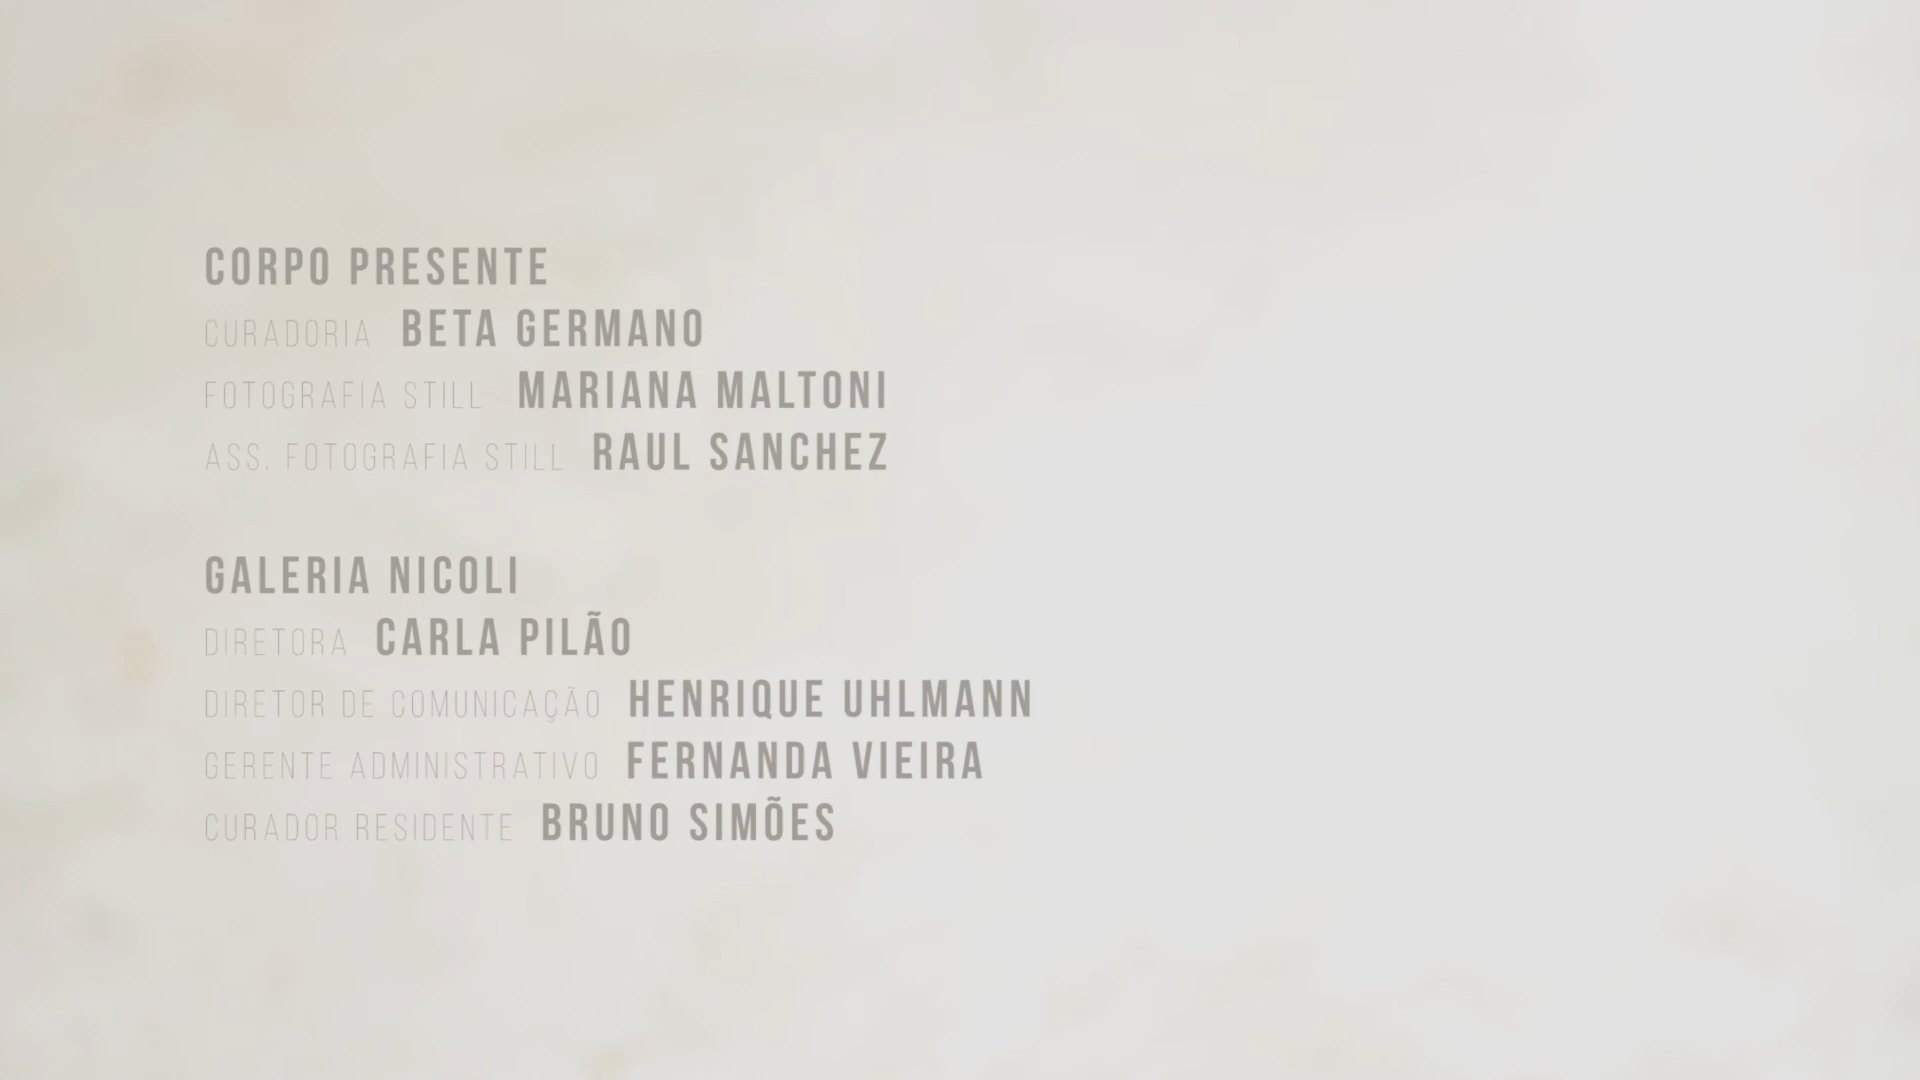 CORPO PRESENTE
CURADORIA BETA GERMANO
FOTOGRAFIA STILL MARIANA MALTONI
ASS. FOTOGRAFIA STILL RAUL SANCHEZ
GALERIA NICOLI
DIRETORA CARLA PILÃO
DIRETOR DE COMUNICAÇÃO HENRIQUE UHLMANN
GERENTE ADMINISTRATIVO FERNANDA VIEIRA
CURADOR RESIDENTE BRUNO SIMÕES